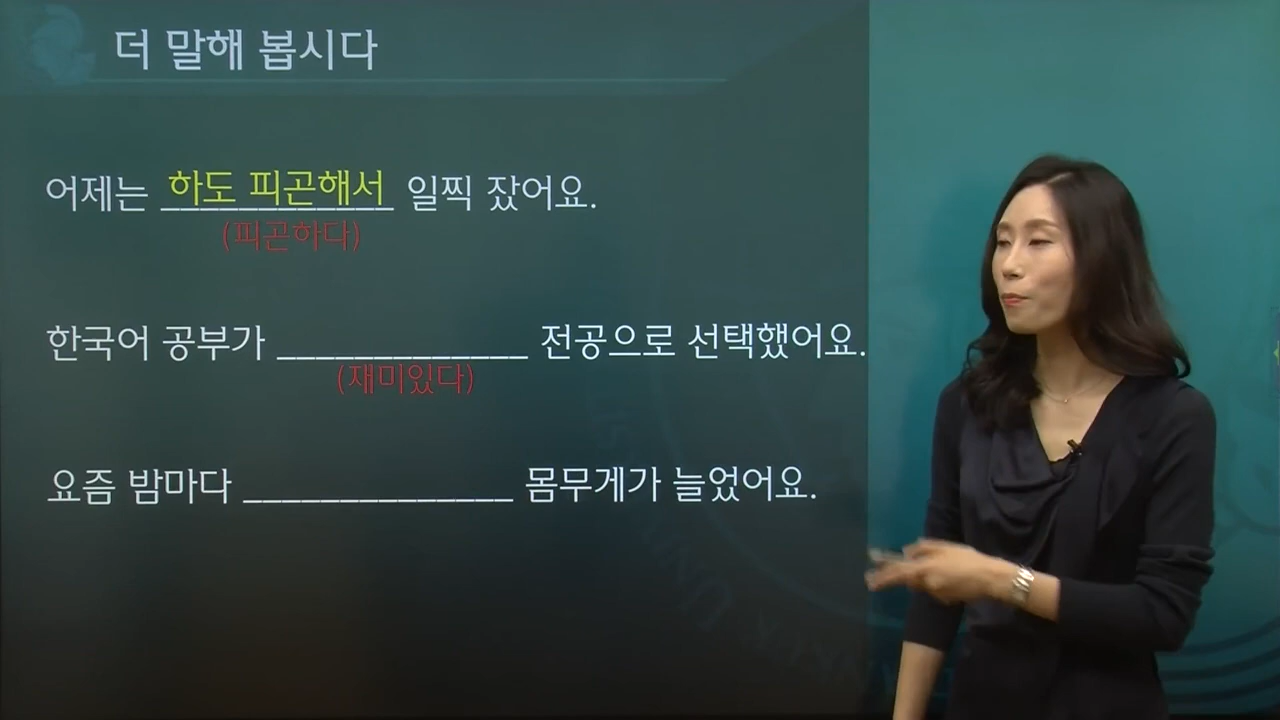 더 말해 봅시다
어제는 하도 피곤해서 일찍 잤어요.
(피곤하다)
한국어 공부가 _____________ 전공으로 선택했어요.
(재미있다)
요즘 밤마다 ______________ 몸무게가 늘었어요.